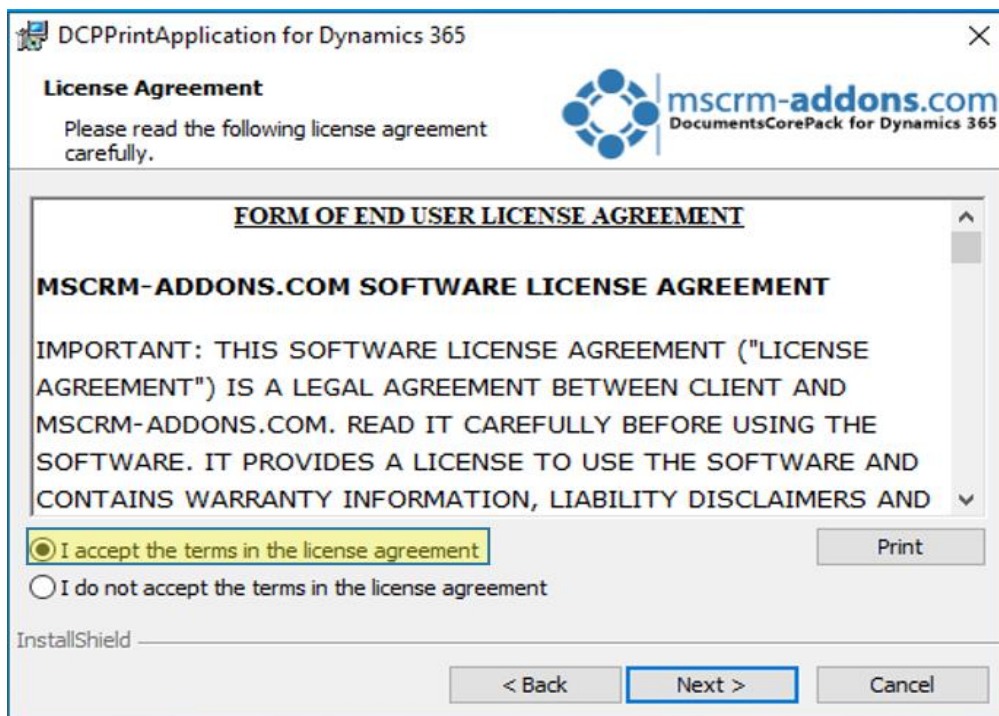 DCPPrintApplication for Dynamics 365
License Agreement
Please read the following license agreement
carefully.
mscrm-addons.com
DocumentsCorePack for Dynamics 365
FORM OF END USER LICENSE AGREEMENT
MSCRM-ADDONS.COM SOFTWARE LICENSE AGREEMENT
IMPORTANT: THIS SOFTWARE LICENSE AGREEMENT ("LICENSE
AGREEMENT") IS A LEGAL AGREEMENT BETWEEN CLIENT AND
MSCRM-ADDONS.COM. READ IT CAREFULLY BEFORE USING THE
SOFTWARE. IT PROVIDES A LICENSE TO USE THE SOFTWARE AND
CONTAINS WARRANTY INFORMATION, LIABILITY DISCLAIMERS AND
I accept the terms in the license agreement
Print
I do not accept the terms in the license agreement
InstallShield
< Back
Next >
Cancel